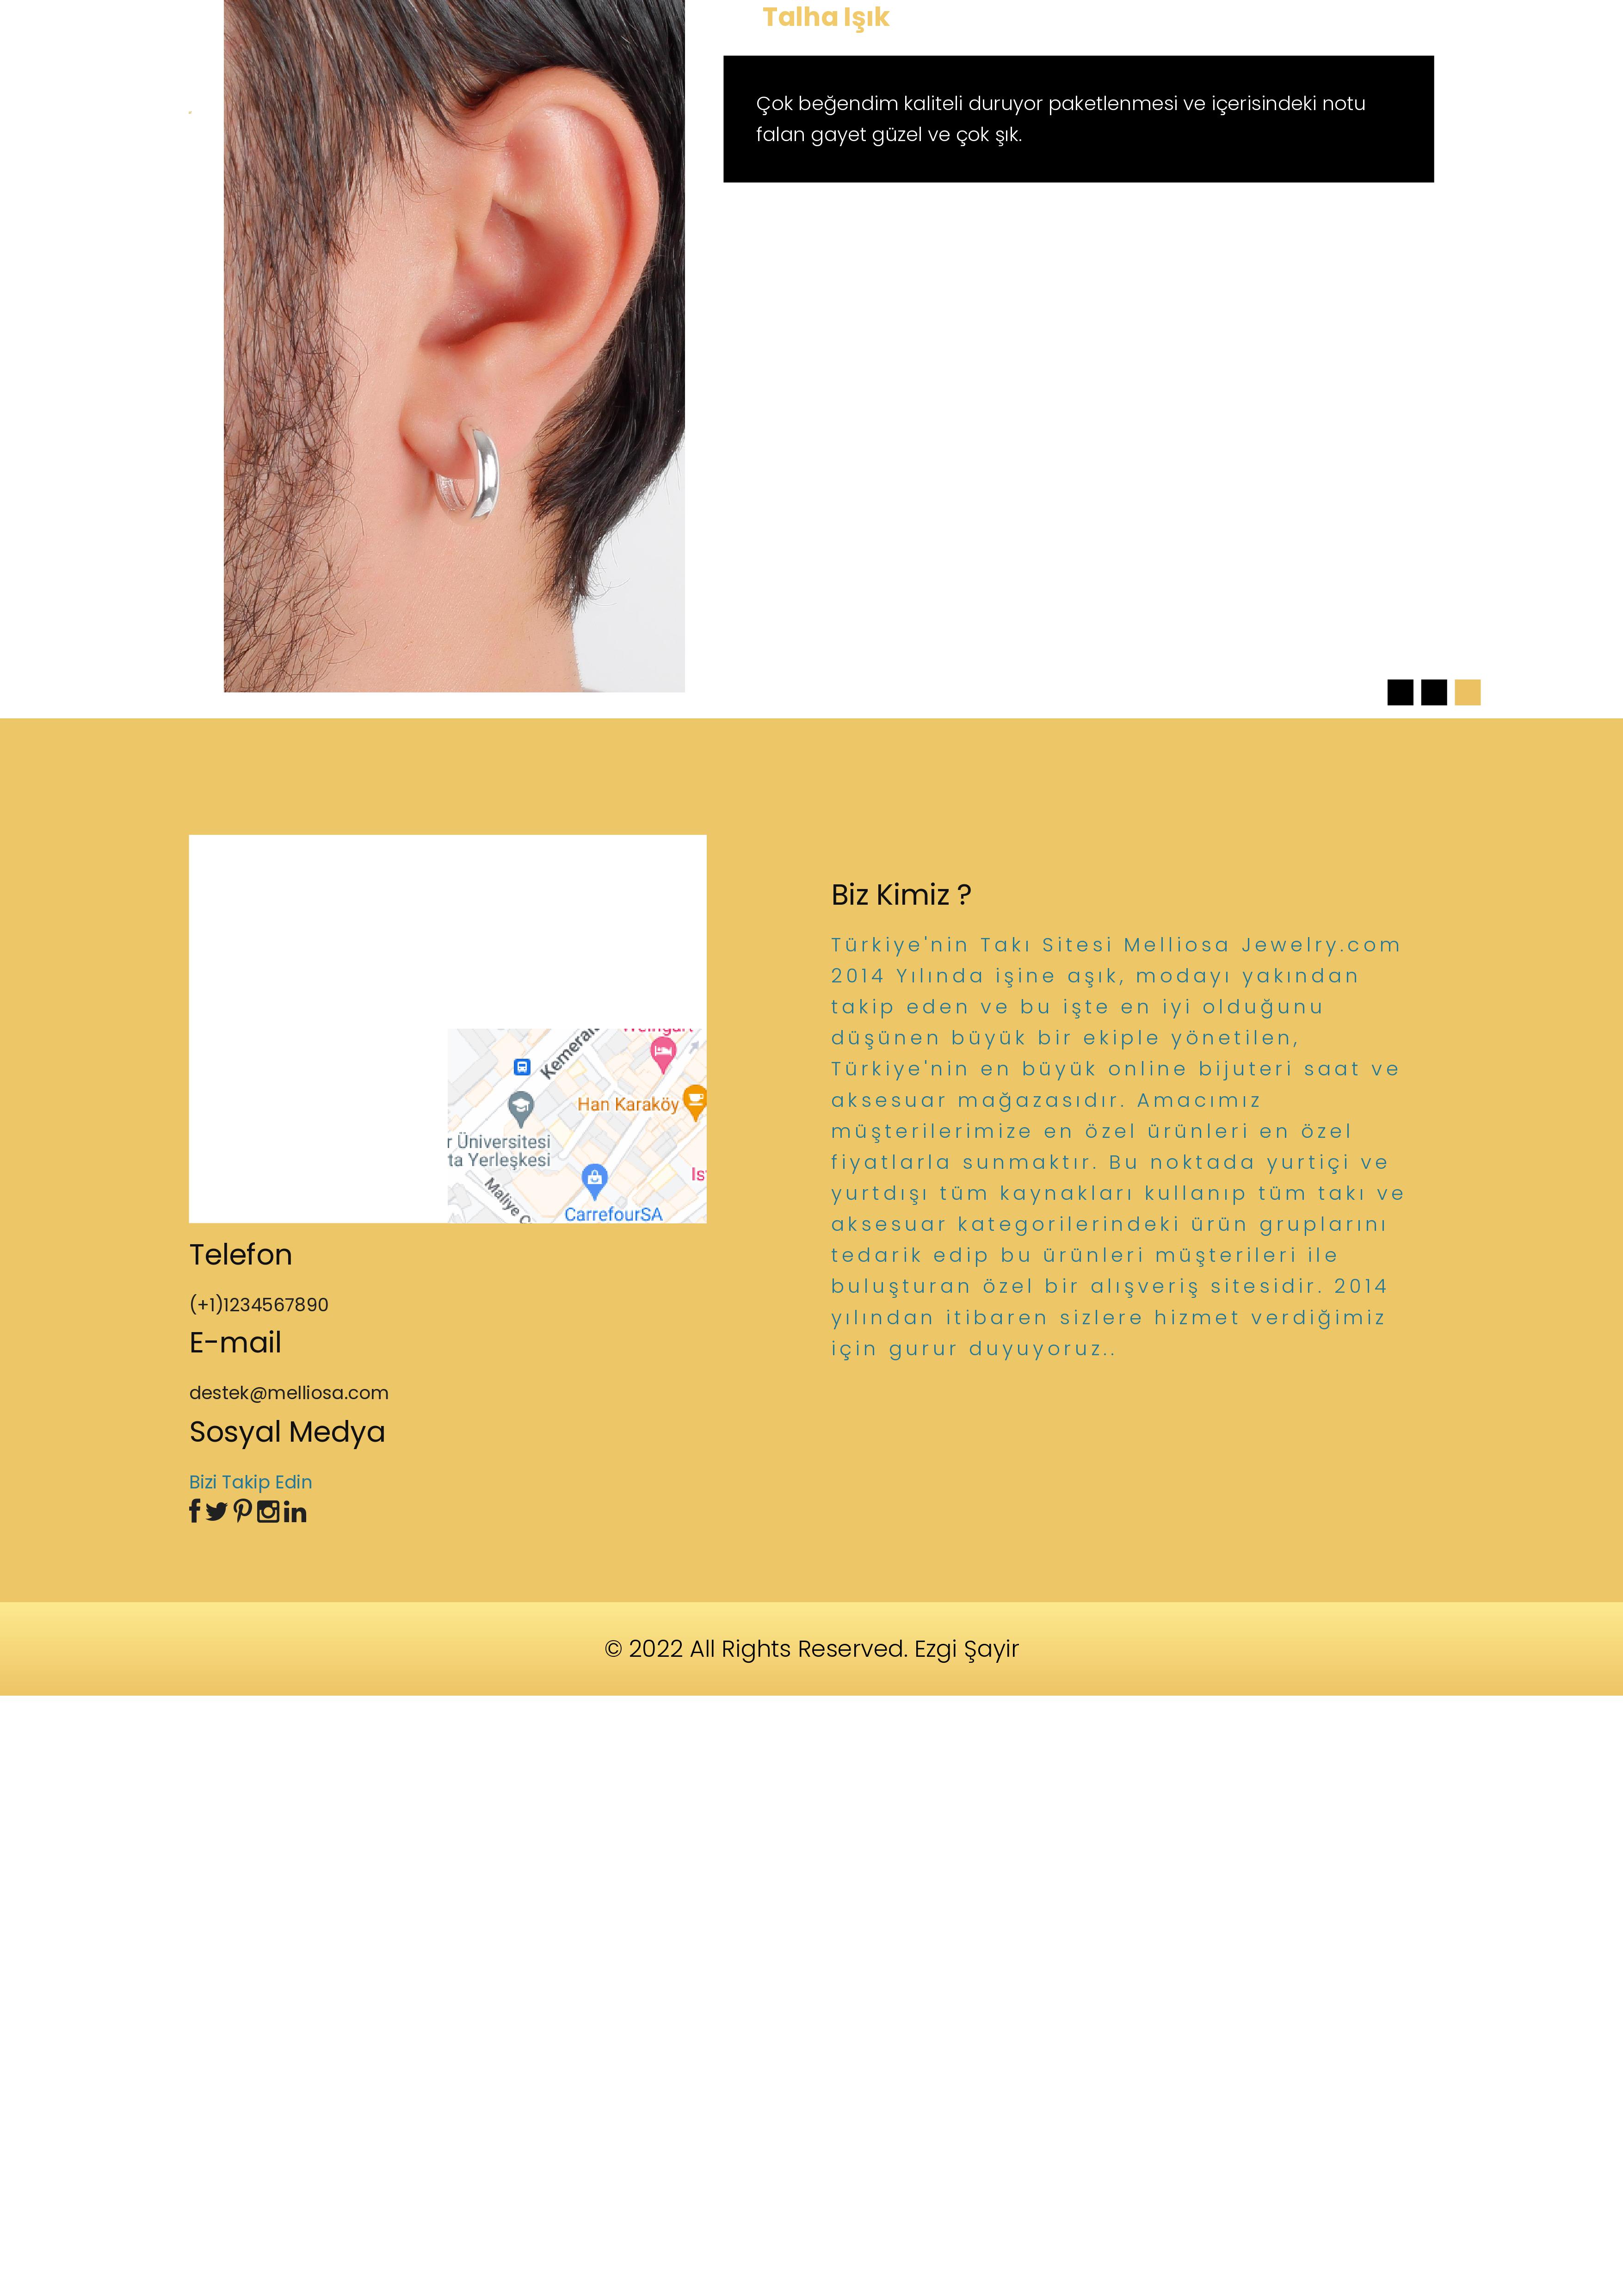 Talha Işık
Çok beğendim kaliteli duruyor paketlenmesi ve içerisindeki notu
falan gayet güzel ve çok şık.
Kemeraltı
Han Karaköy
Üniversitesi
Yerleşkesi
Maliye
CarrefourSA
Telefon
(+1)1234567890
E-mail
destek@melliosa.com
Sosyal Medya
Bizi Takip Edin
Biz Kimiz ?
Türkiye'nin Takı Sitesi Melliosa Jewelry.com
2014 Yılında işine aşık, modayı yakından
takip eden ve bu işte en iyi olduğunu
düşünen büyük bir ekiple yönetilen,
Türkiye'nin en büyük online bijuteri saat ve
aksesuar mağazasıdır. Amacımız
müşterilerimize en özel ürünleri en özel
fiyatlarla sunmaktır. Bu noktada yurtiçi ve
yurtdışı tüm kaynakları kullanıp tüm takı ve
aksesuar kategorilerindeki ürün gruplarını
tedarik edip bu ürünleri müşterileri ile
buluşturan özel bir alışveriş sitesidir. 2014
yılından itibaren sizlere hizmet verdiğimiz
için gurur duyuyoruz..
© 2022 All Rights Reserved. Ezgi Şayir